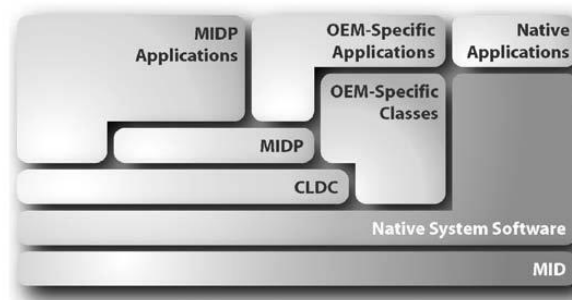 MIDP
Applications
OEM-Specific
Applications
Native
Applications
OEM-Specific
Classes
MIDP
CLDC
Native System Software
MID